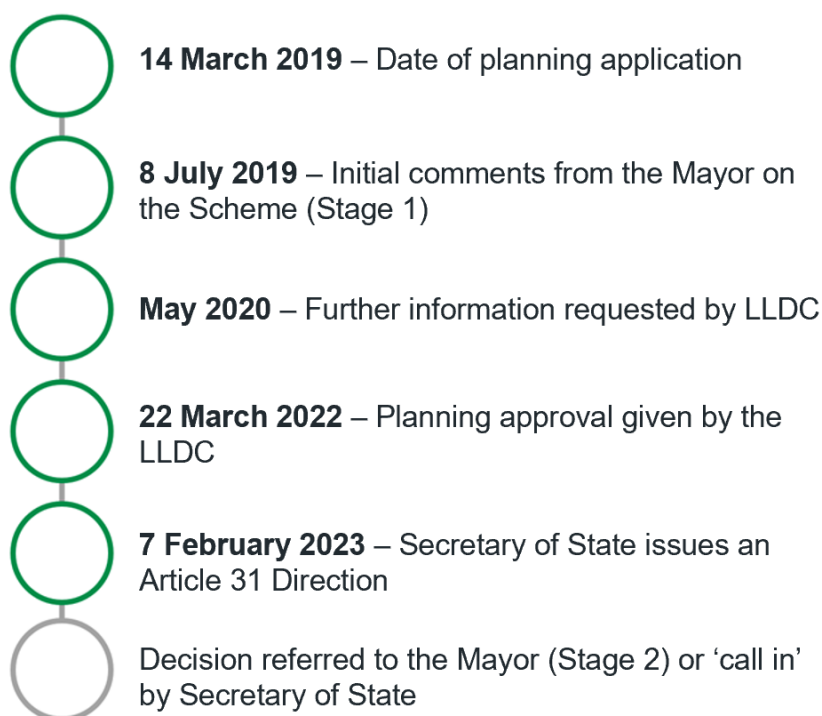 14 March 2019 – Date of planning application
8 July 2019 – Initial comments from the Mayor on
the Scheme (Stage 1)
May 2020 – Further information requested by LLDC
22 March 2022 – Planning approval given by the
LLDC
7 February 2023 – Secretary of State issues an
Article 31 Direction
Decision referred to the Mayor (Stage 2) or ‘call in’
by Secretary of State